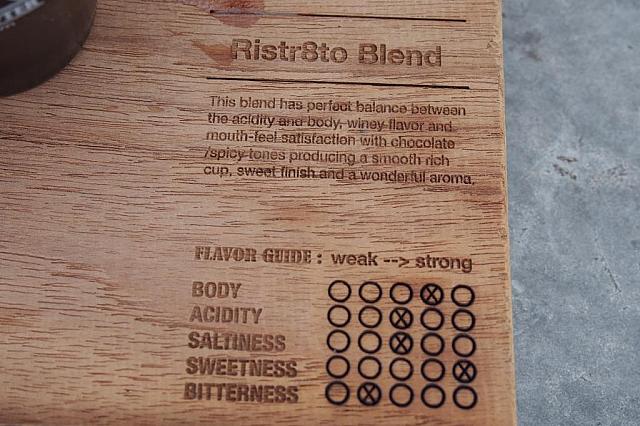 Ristr8to Blend
This blend has perfect balance between
the acidity and body, winey flavor and
mouth-feel satisfaction with chocolate
/spicy tones producing a smooth rich
cup, sweet finish and a wonderful aroma.
FLAVOR GUIDE : weak --> strong
BODY
ACIDITY
SALTINESS
SWEETNESS
BITTERNESS